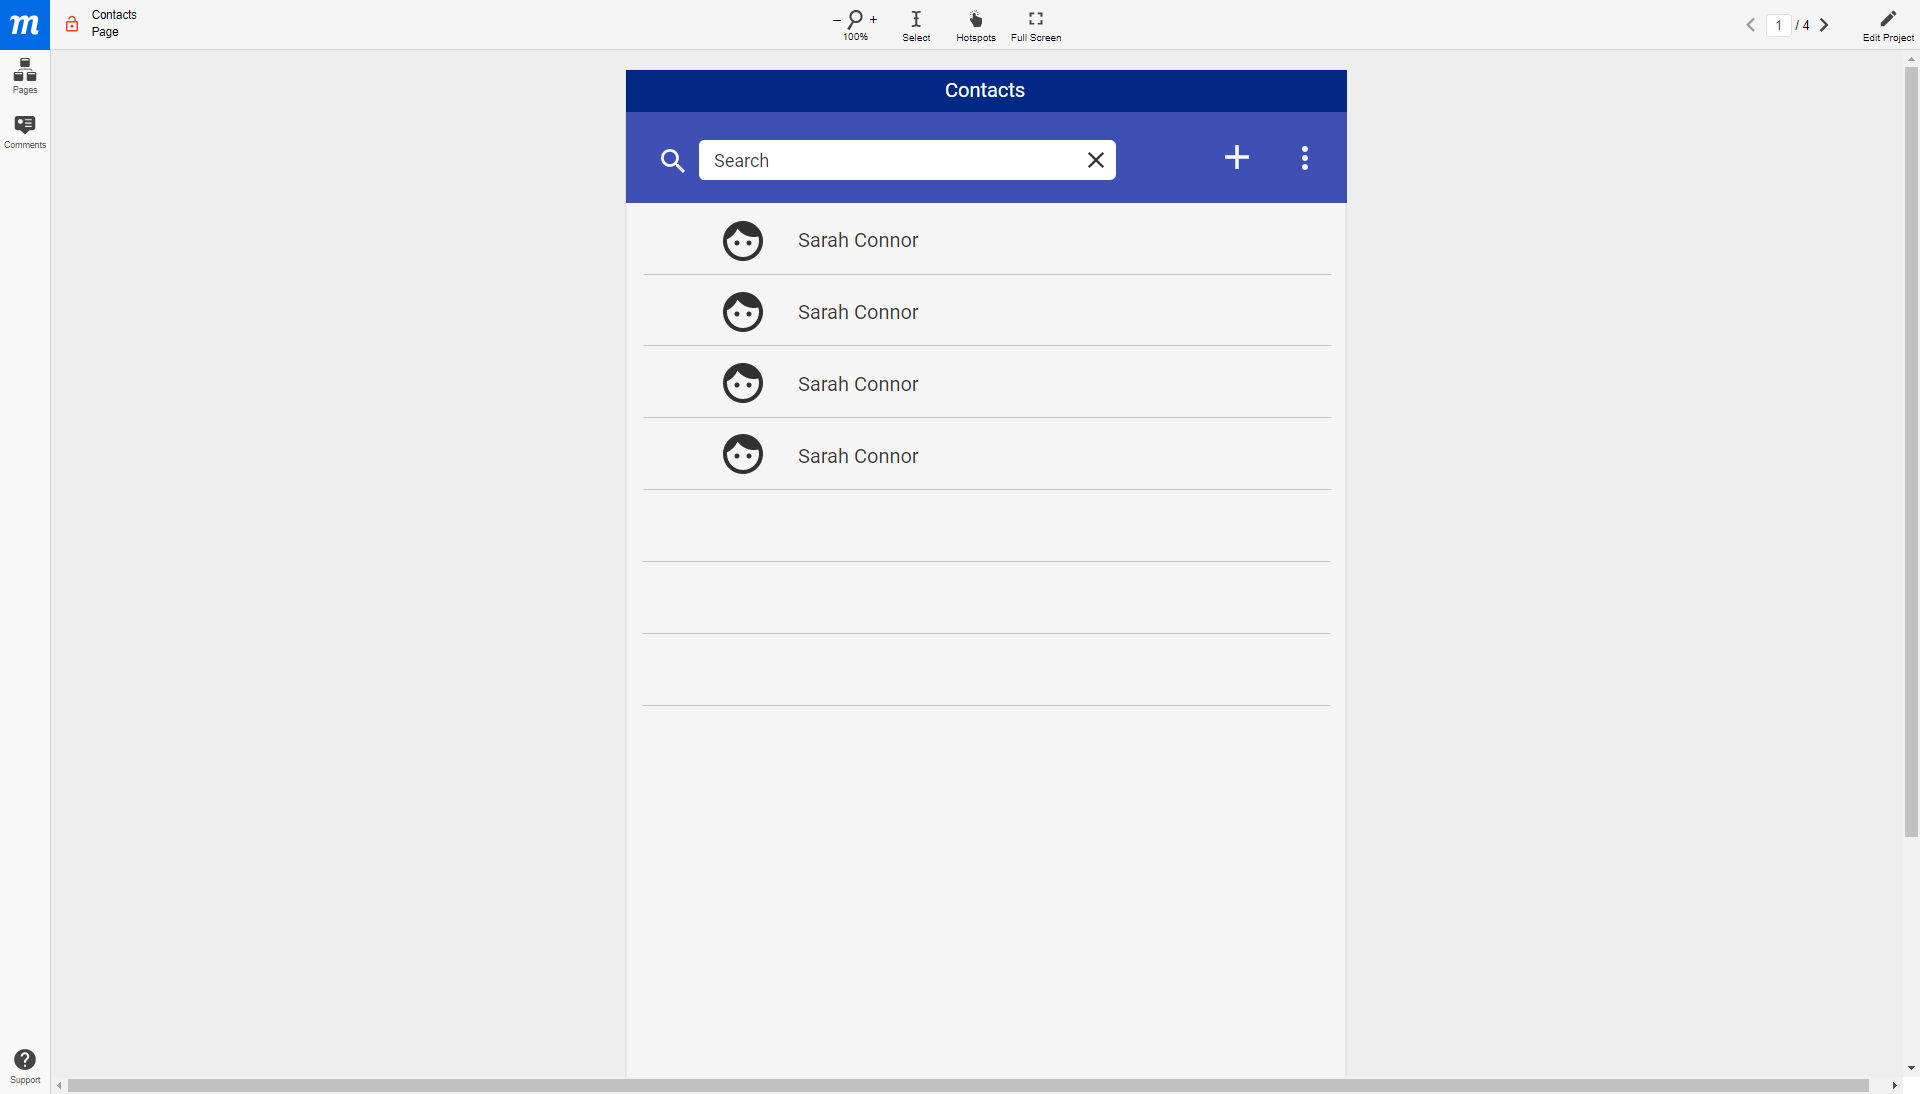 m
Contacts
Page
− +
100%
Select
Hotspots
Full Screen
1 / 4
Edit Project
Pages
Comments
Contacts
Search
Sarah Connor
Sarah Connor
Sarah Connor
Sarah Connor
Support